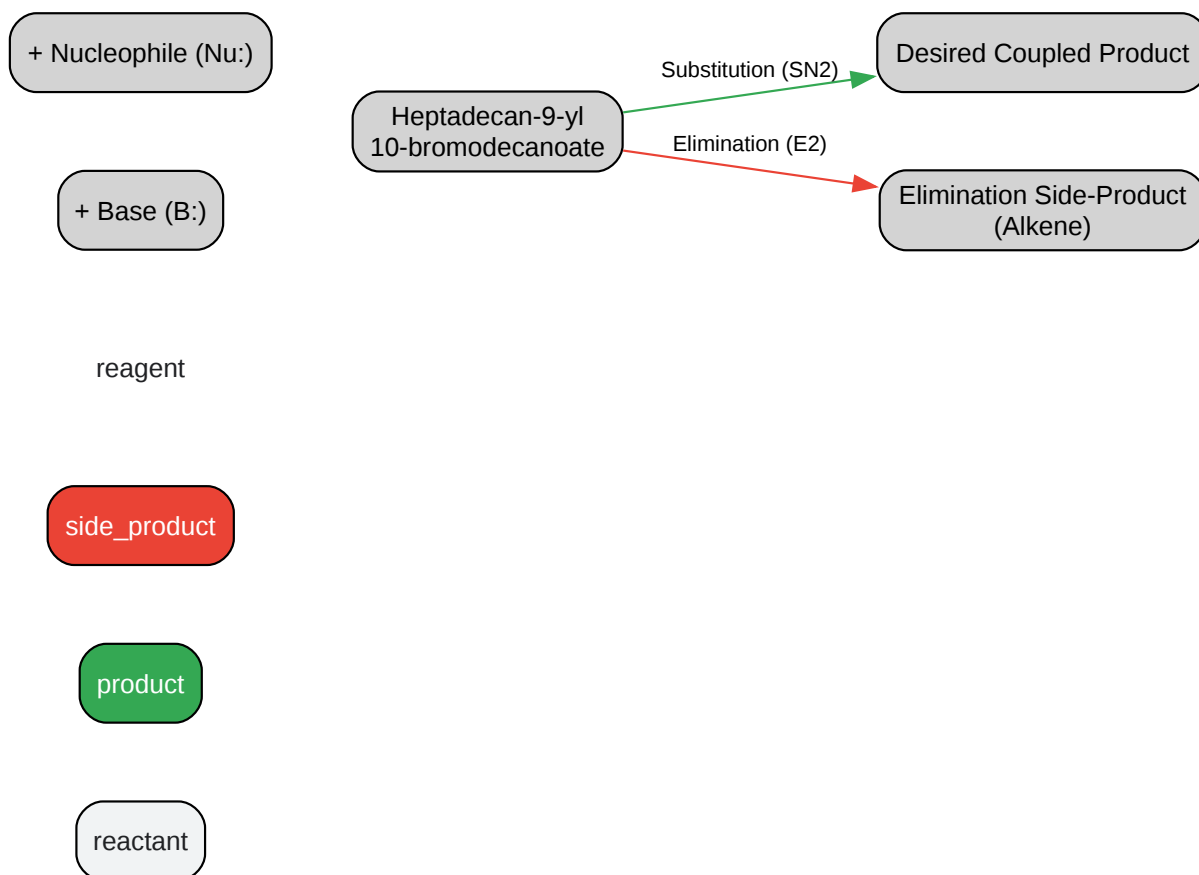 + Nucleophile (Nu:)
Substitution (SN2)
Desired Coupled Product
Heptadecan-9-yl
10-bromodecanoate
Elimination (E2)
+ Base (B:)
Elimination Side-Product
(Alkene)
reagent
side_product
product
reactant